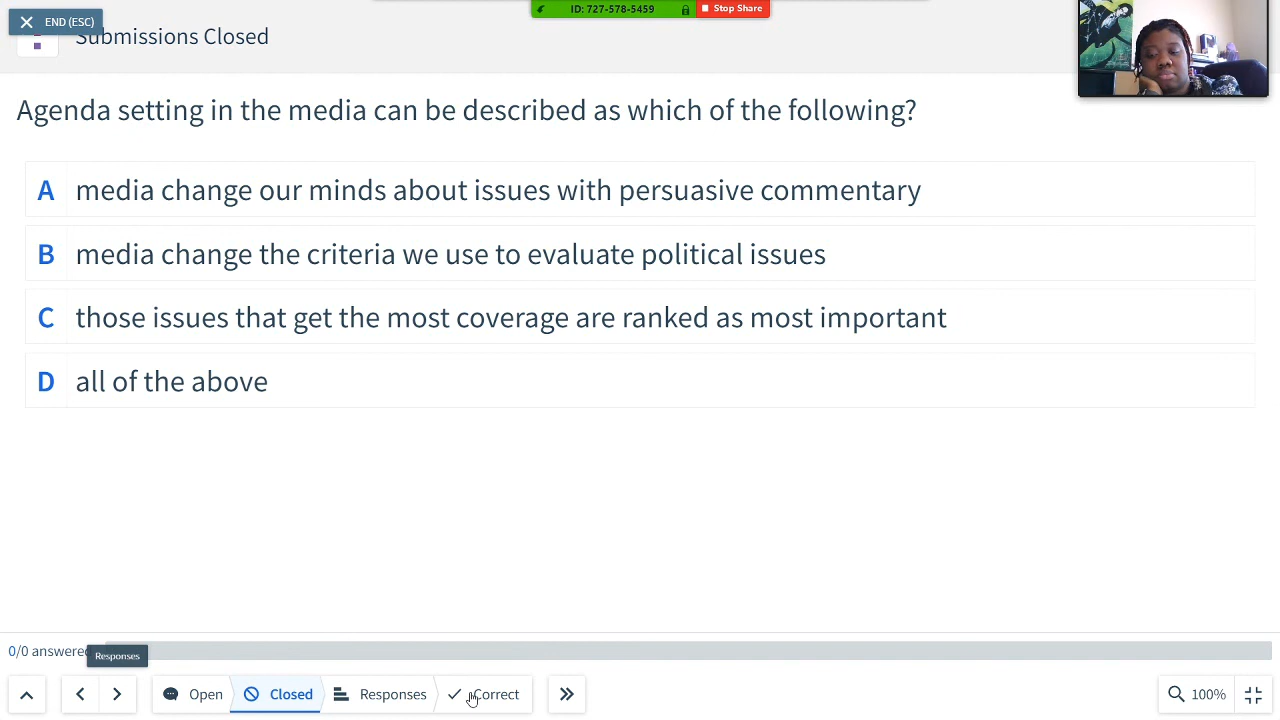 END (ESC)
Submissions Closed
ID: 727-578-5459
Stop Share
Agenda setting in the media can be described as which of the following?
A media change our minds about issues with persuasive commentary
B media change the criteria we use to evaluate political issues
C those issues that get the most coverage are ranked as most important
D all of the above
0/0 answered
Responses
Open
Closed
Responses
Correct
100%